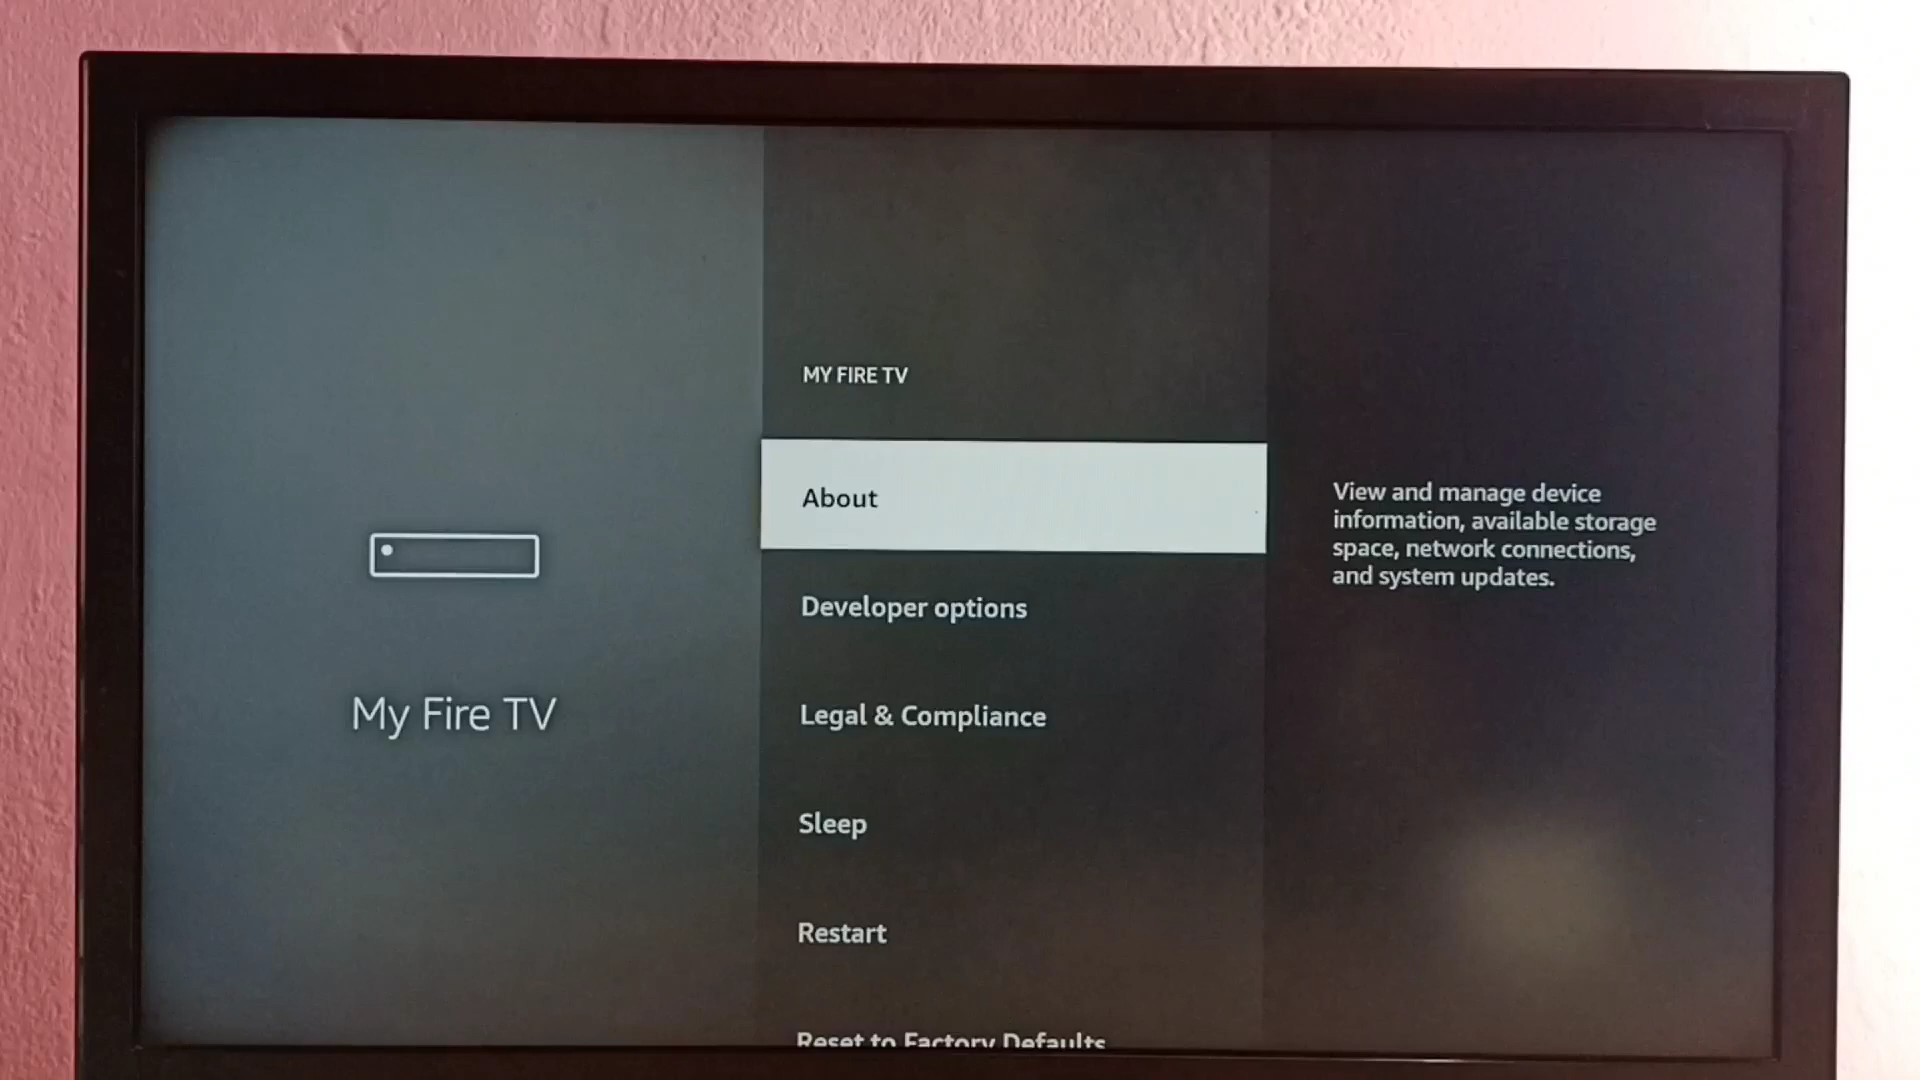 MY FIRE TV
About
View and manage device
information, available storage
space, network connections,
and system updates.
Developer options
My Fire TV
Legal & Compliance
Sleep
Restart
Reset to Factory Defaults